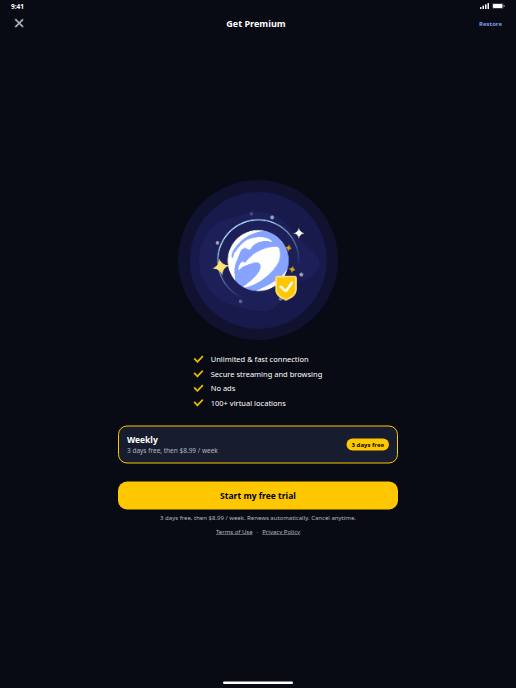 9:41
Get Premium
Restore
Unlimited & fast connection
Secure streaming and browsing
No ads
100+ virtual locations
Weekly
3 days free, then $8.99 / week
3 days free
Start my free trial
3 days free, then $8.99 / week. Renews automatically. Cancel anytime.
Terms of Use · Privacy Policy